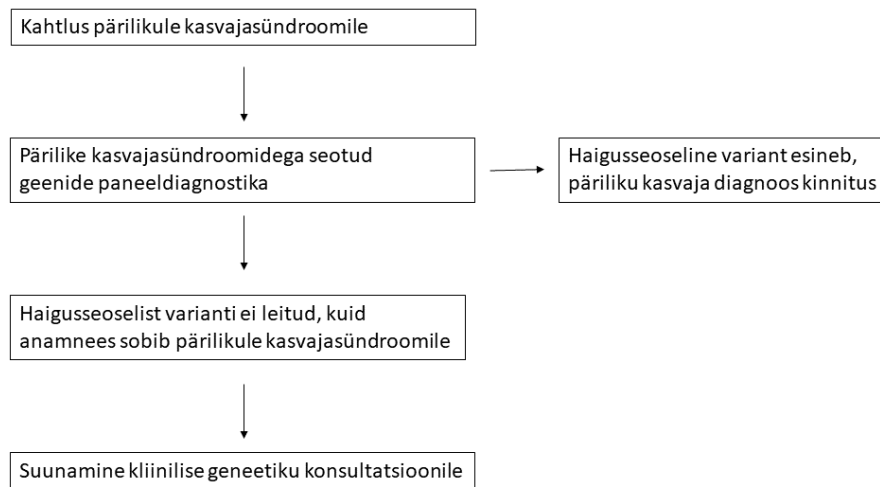 Kahtlus pärilikule kasvajasündroomile
Pärilike kasvajasündroomidega seotud
geenide paneeldiagnostika
Haigusseoseline variant esineb,
päriliku kasvaja diagnoos kinnitus
Haigusseoselist varianti ei leitud, kuid
anamnees sobib pärilikule kasvajasündroomile
Suunamine kliinilise geneetiku konsultatsioonile